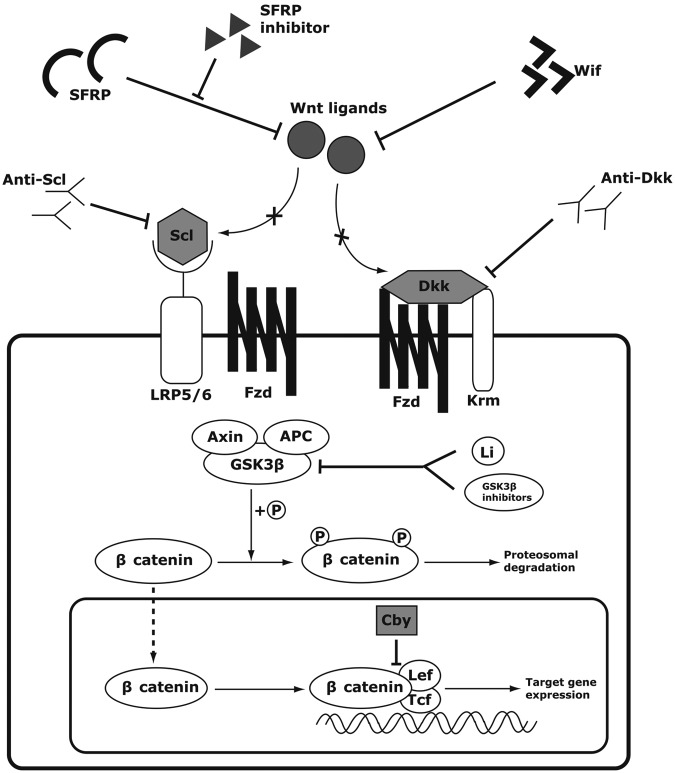 SFRP
inhibitor
SFRP
Wnt ligands
Wif
Anti-Scl
Anti-Dkk
Scl
Dkk
LRP5/6
Fzd
Fzd
Krm
Axin
APC
GSK3β
Li
GSK3β
inhibitors
+P
β catenin
P
P
β catenin
Proteosomal
degradation
Cby
β catenin
β catenin
Lef
Tcf
Target gene
expression